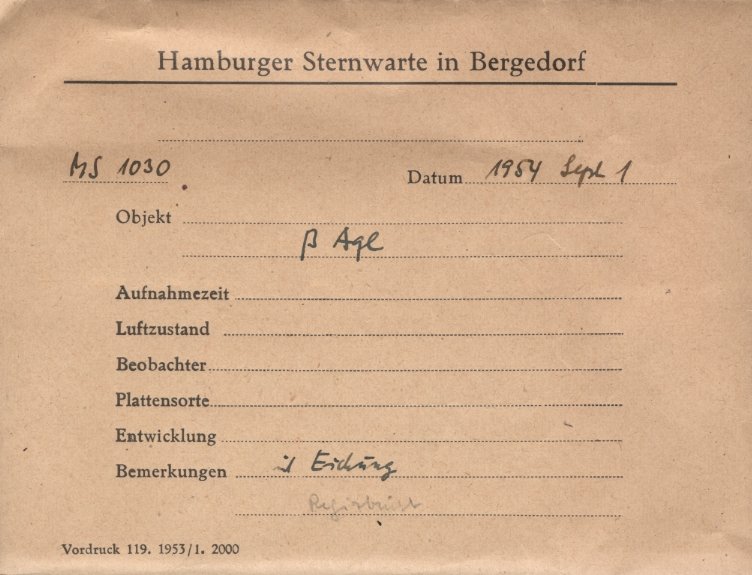 Hamburger Sternwarte in Bergedorf
MS 1030
Datum 1954 Sept 1
Objekt
β Aql
Aufnahmezeit
Luftzustand
Beobachter
Plattensorte
Entwicklung
Bemerkungen Eichung
Vordruck 119. 1953/1. 2000